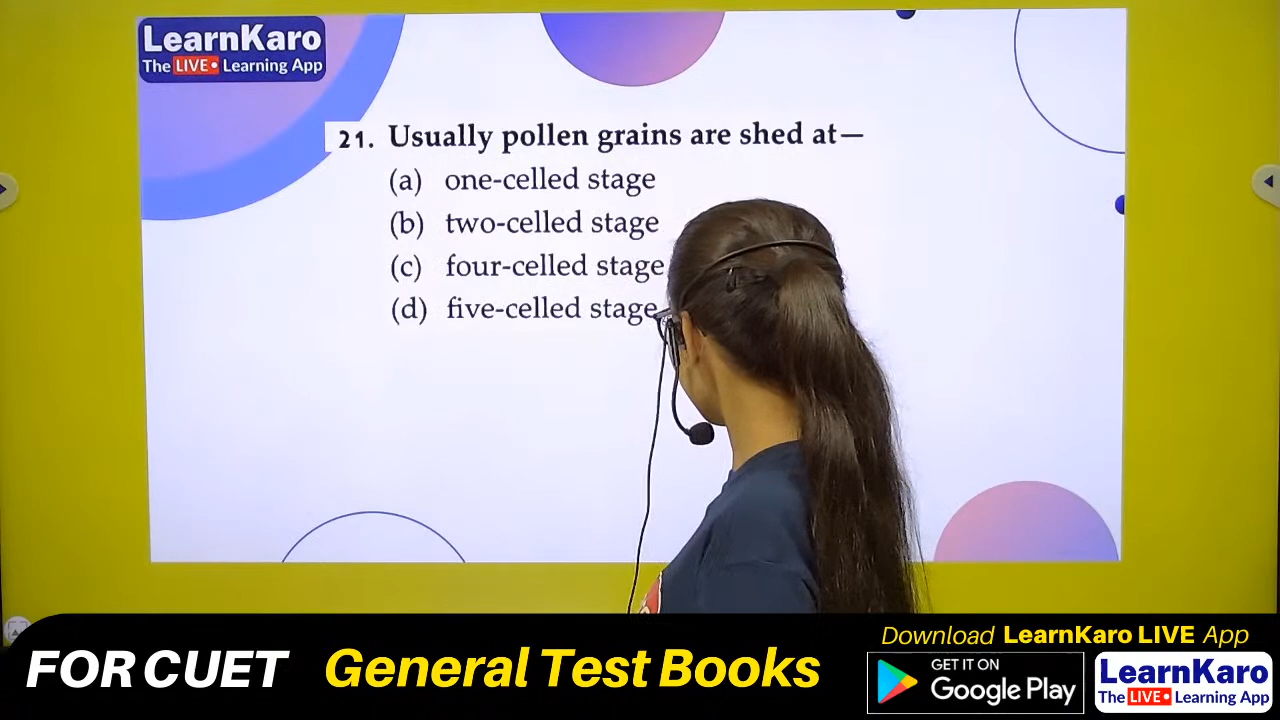 LearnKaro
The LIVE • Learning App
21. Usually pollen grains are shed at—
(a) one-celled stage
(b) two-celled stage
(c) four-celled stage
(d) five-celled stage
FOR CUET General Test Books
Download LearnKaro LIVE App
GET IT ON
Google Play
LearnKaro
The LIVE • Learning App